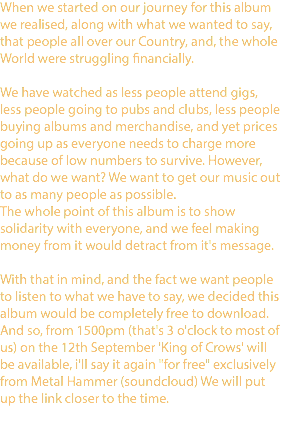 When we started on our journey for this album
we realised, along with what we wanted to say,
that people all over our Country, and, the whole
World were struggling financially.

We have watched as less people attend gigs,
less people going to pubs and clubs, less people
buying albums and merchandise, and yet prices
going up as everyone needs to charge more
because of low numbers to survive. However,
what do we want? We want to get our music out
to as many people as possible.
The whole point of this album is to show
solidarity with everyone, and we feel making
money from it would detract from it's message.

With that in mind, and the fact we want people
to listen to what we have to say, we decided this
album would be completely free to download.
And so, from 1500pm (that's 3 o'clock to most of
us) on the 12th September 'King of Crows' will
be available, i'll say it again "for free" exclusively
from Metal Hammer (soundcloud) We will put
up the link closer to the time.